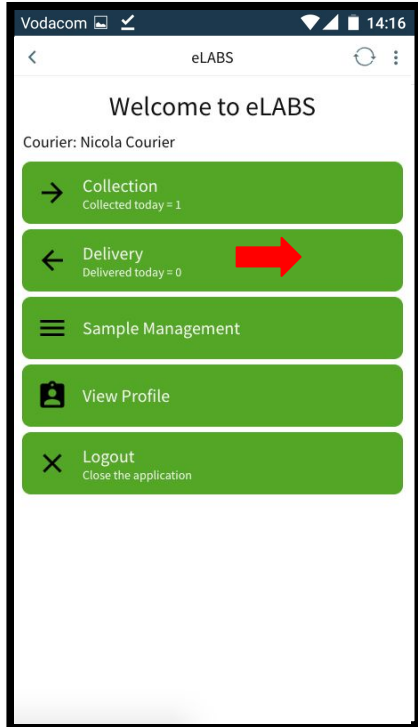 Vodacom 14:16
eLABS
Welcome to eLABS
Courier: Nicola Courier
Collection
Collected today = 1
Delivery
Delivered today = 0
Sample Management
View Profile
Logout
Close the application